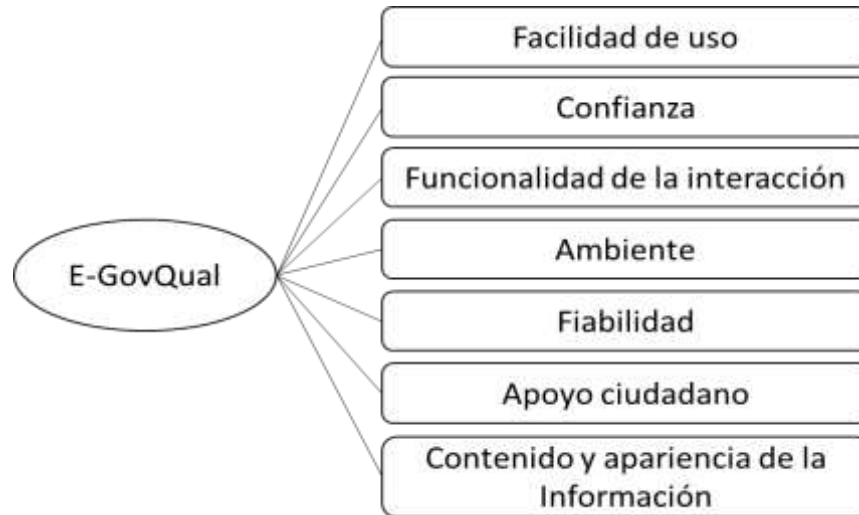 Facilidad de uso
Confianza
Funcionalidad de la interacción
Ambiente
E-GovQual
Fiabilidad
Apoyo ciudadano
Contenido y apariencia de la
Información